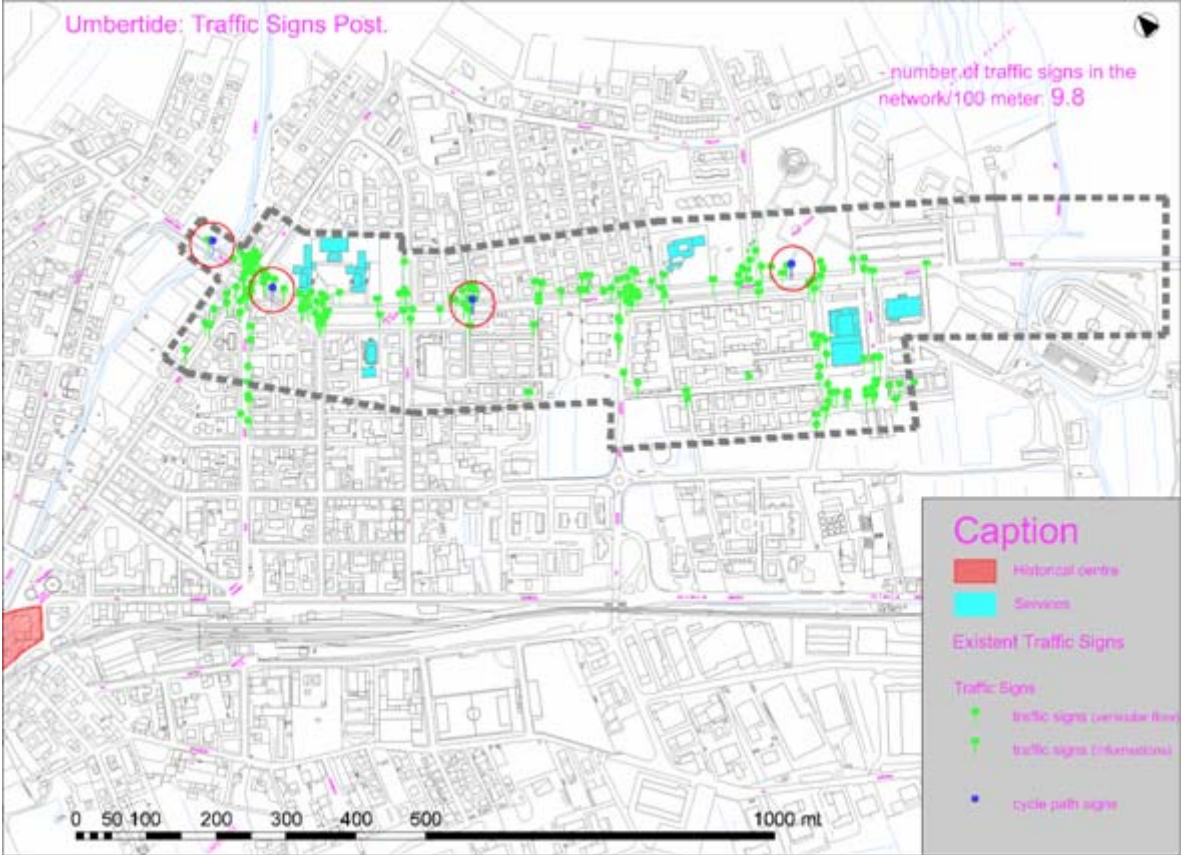 Umbertide: Traffic Signs Post.
- number of traffic signs in the
network/100 meter: 9.8
Caption
Historical centre
Services
Existent Traffic Signs
Traffic Signs
traffic signs (vehicular flow)
traffic signs (informations)
cycle path signs
0 50 100 200 300 400 500 1000 mt